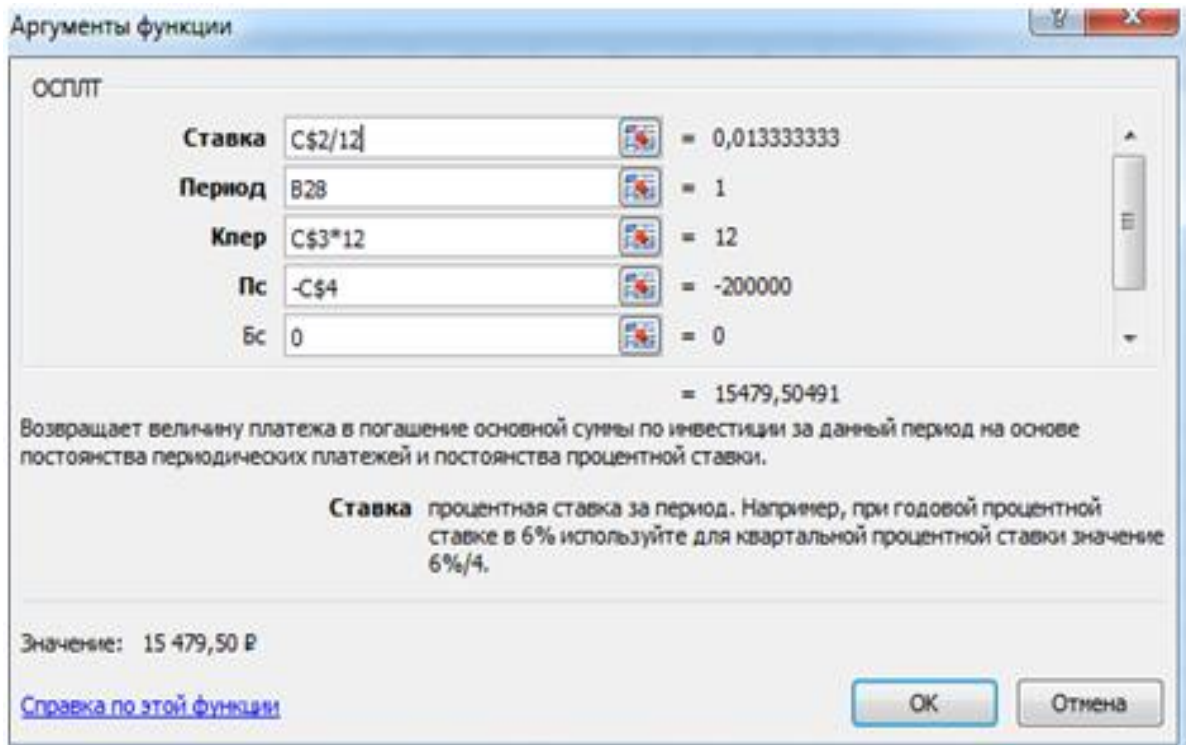 Аргументы функции
ОСПЛТ
Ставка C$2/12 = 0,013333333
Период B28 = 1
Кпер C$3*12 = 12
Пс -C$4 = -200000
Бс 0 = 0
= 15479,50491
Возвращает величину платежа в погашение основной суммы по инвестиции за данный период на основе
постоянства периодических платежей и постоянства процентной ставки.
Ставка процентная ставка за период. Например, при годовой процентной
ставке в 6% используйте для квартальной процентной ставки значение
6%/4.
Значение: 15 479,50 ₽
Справка по этой функции
ОК Отмена